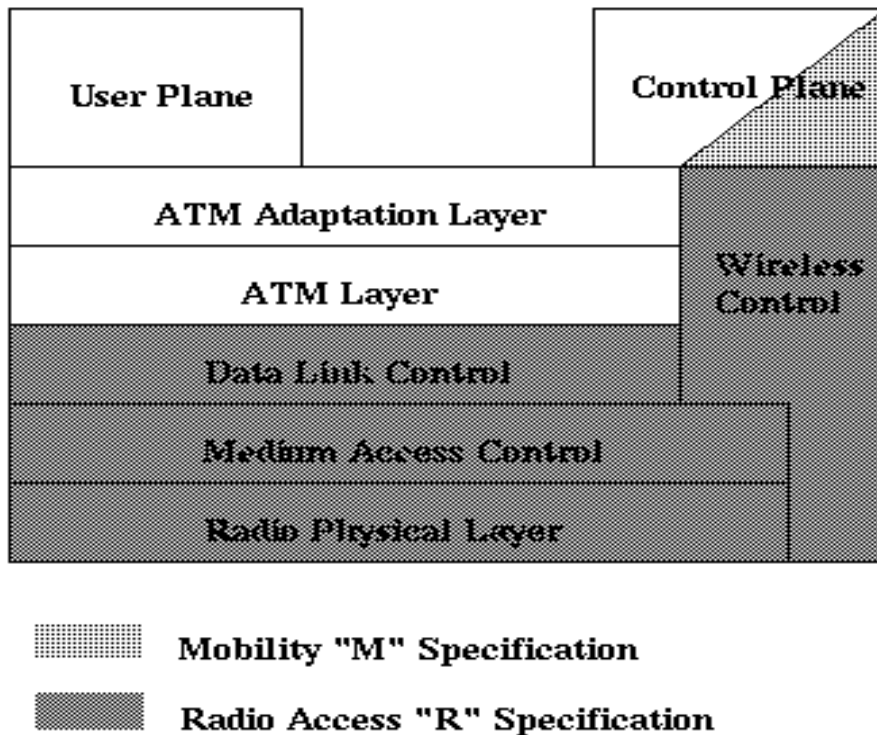 User Plane
Control Plane
ATM Adaptation Layer
ATM Layer
Wireless
Control
Data Link Control
Medium Access Control
Radio Physical Layer
Mobility "M" Specification
Radio Access "R" Specification